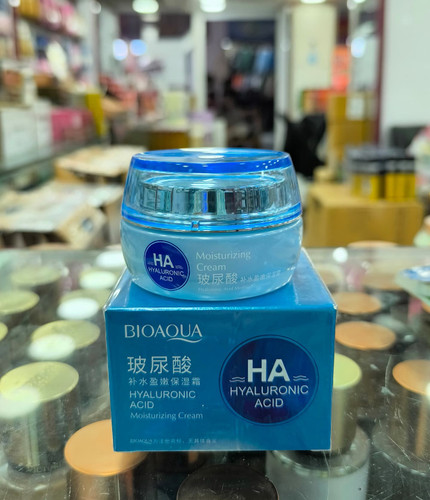 HA
HYALURONIC
ACID
Moisturizing
Cream
玻尿酸
BIOAQUA
玻尿酸
补水盈嫩保湿霜
HYALURONIC
ACID
Moisturizing Cream
HA
HYALURONIC
ACID